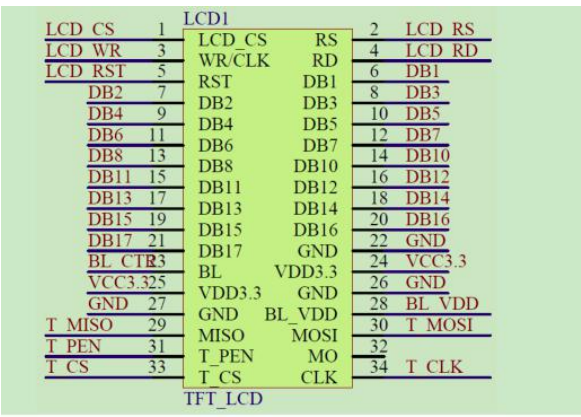 LCD1
LCD CS 1 LCD_CS RS 2 LCD RS
LCD WR 3 WR/CLK RD 4 LCD RD
LCD RST 5 RST DB1 6 DB1
DB2 7 DB2 DB3 8 DB3
DB4 9 DB4 DB5 10 DB5
DB6 11 DB6 DB7 12 DB7
DB8 13 DB8 DB10 14 DB10
DB11 15 DB11 DB12 16 DB12
DB13 17 DB13 DB14 18 DB14
DB15 19 DB15 DB16 20 DB16
DB17 21 DB17 GND 22 GND
BL CTR 23 BL VDD3.3 24 VCC3.3
VCC3.3 25 VDD3.3 GND 26 GND
GND 27 GND BL_VDD 28 BL VDD
T MISO 29 MISO MOSI 30 T MOSI
T PEN 31 T_PEN MO 32
T CS 33 T_CS CLK 34 T CLK
TFT_LCD